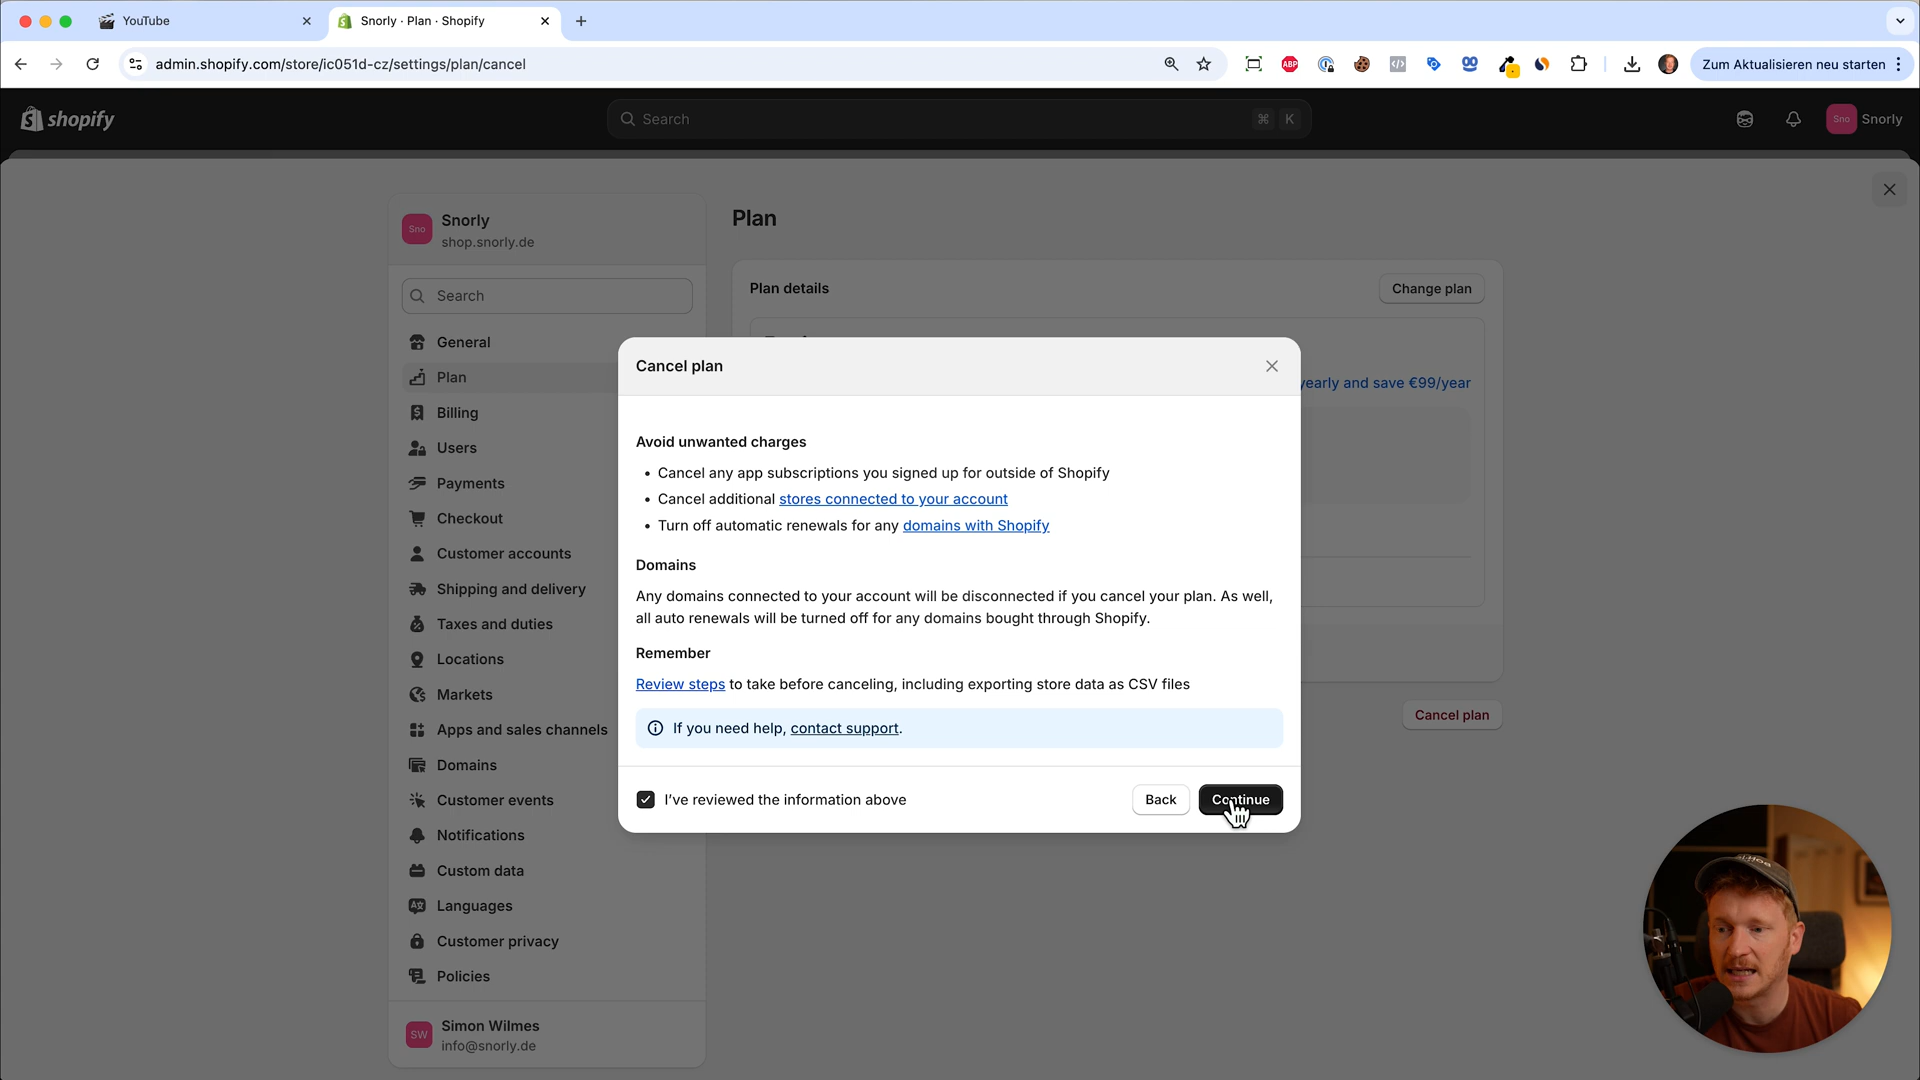 YouTube
Snorly · Plan · Shopify
admin.shopify.com/store/ic051d-cz/settings/plan/cancel
ABP
Zum Aktualisieren neu starten
shopify
Search
⌘ K
Sno
Snorly
Sno
Snorly
shop.snorly.de
Search
General
Plan
Billing
Users
Payments
Checkout
Customer accounts
Shipping and delivery
Taxes and duties
Locations
Markets
Apps and sales channels
Domains
Customer events
Notifications
Custom data
Languages
Customer privacy
Policies
SW
Simon Wilmes
info@snorly.de
Plan
Plan details
Change plan
yearly and save €99/year
Cancel plan
Cancel plan
Avoid unwanted charges
• Cancel any app subscriptions you signed up for outside of Shopify
• Cancel additional stores connected to your account
• Turn off automatic renewals for any domains with Shopify
Domains
Any domains connected to your account will be disconnected if you cancel your plan. As well,
all auto renewals will be turned off for any domains bought through Shopify.
Remember
Review steps to take before canceling, including exporting store data as CSV files
If you need help, contact support.
I've reviewed the information above
Back
Continue